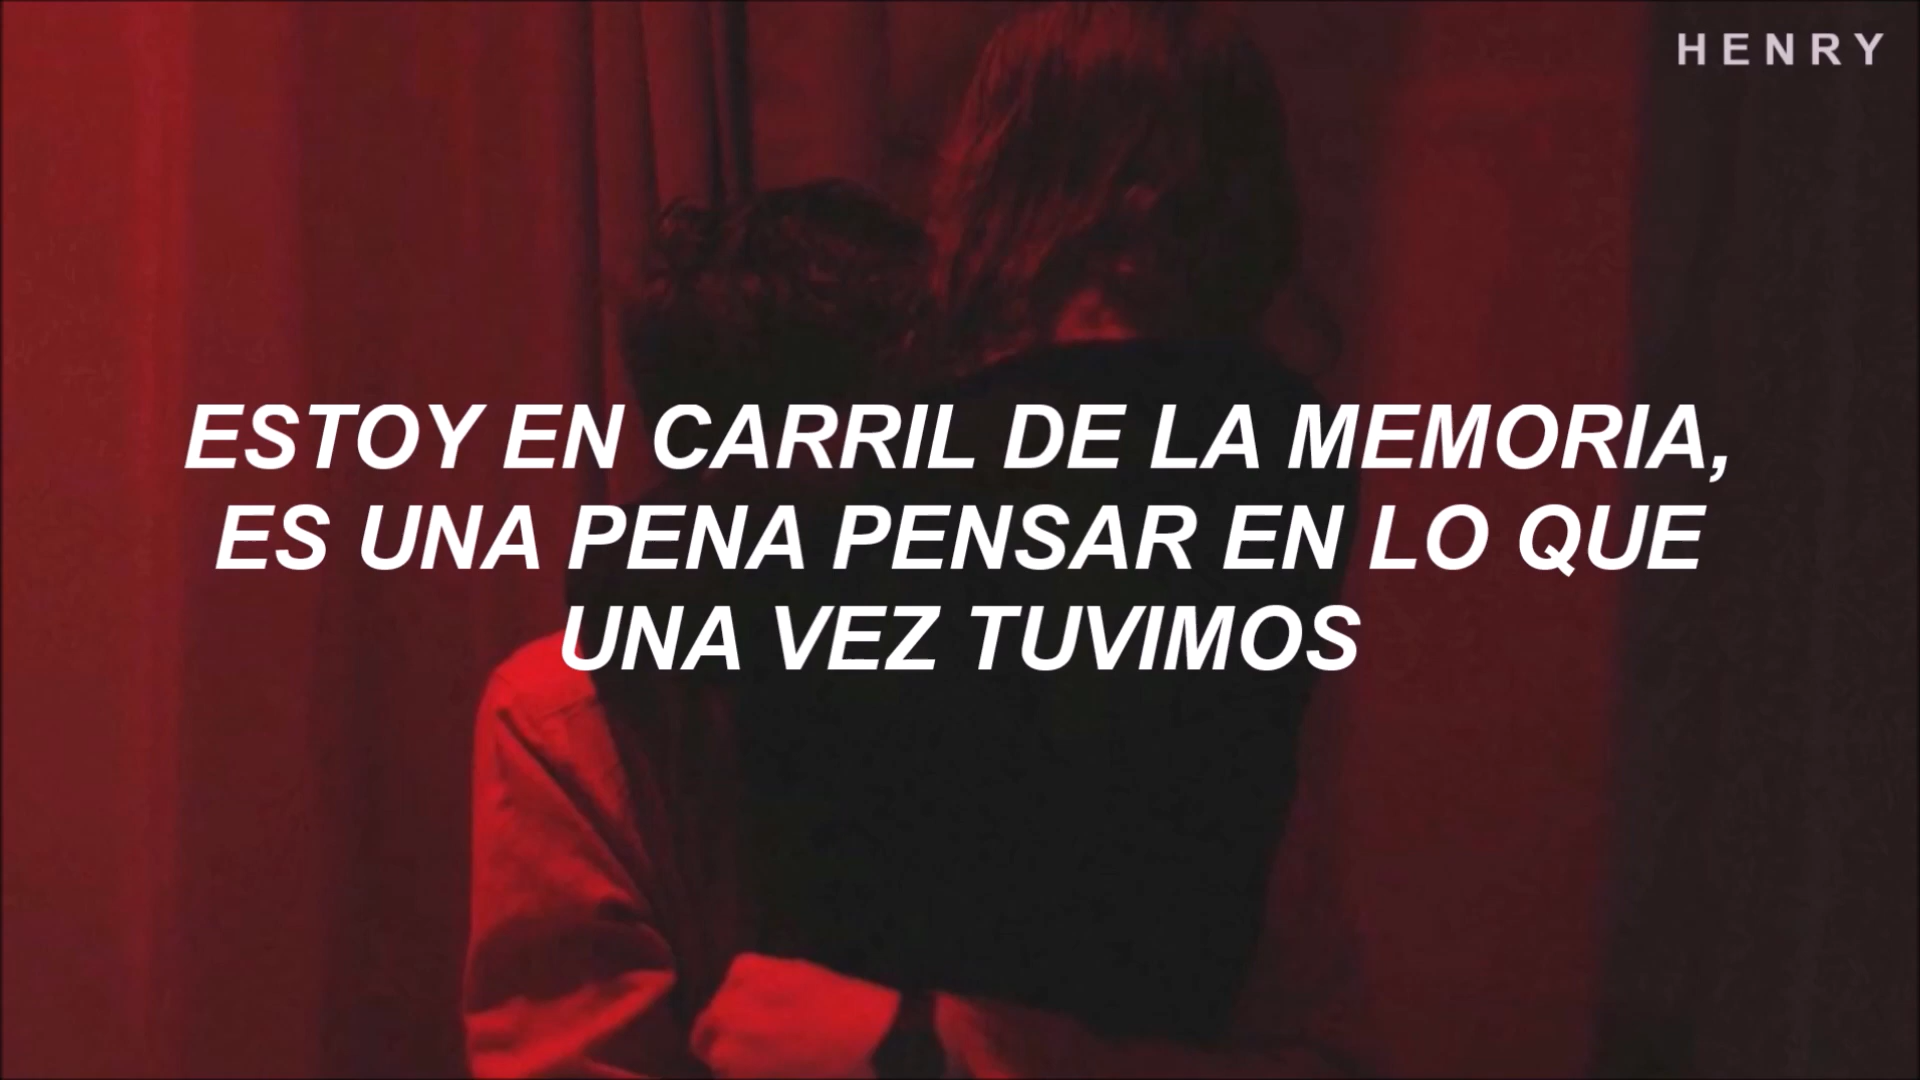 HENRY
ESTOY EN CARRIL DE LA MEMORIA,
ES UNA PENA PENSAR EN LO QUE
UNA VEZ TUVIMOS